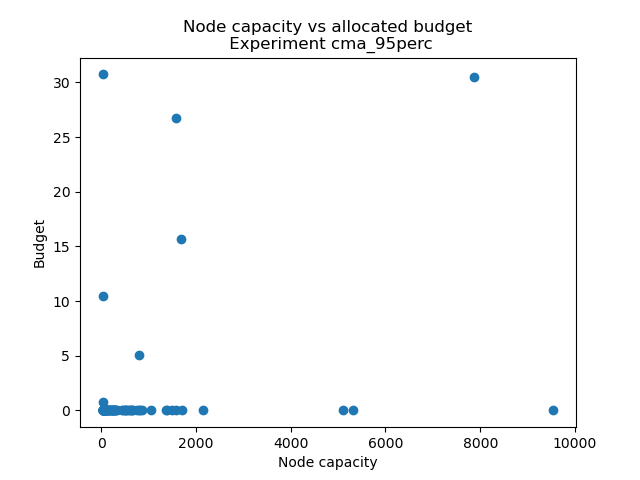 Node capacity vs allocated budget
Experiment cma_95perc
30
25
20
15
10
5
0
Budget
0 2000 4000 6000 8000 10000
Node capacity